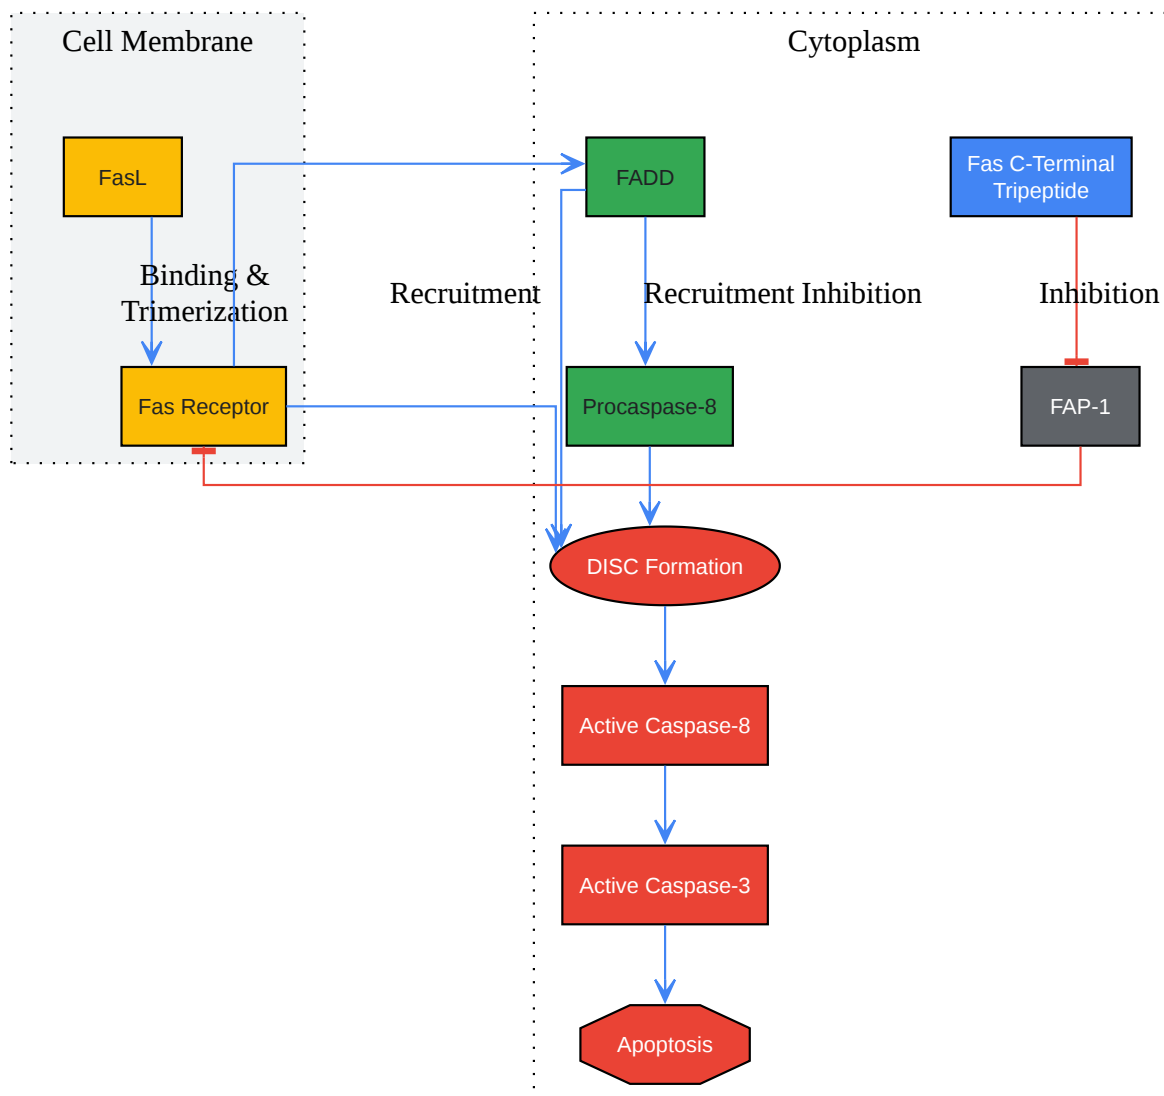 Cell Membrane
Cytoplasm
FasL
FADD
Fas C-Terminal
Tripeptide
Binding &
Trimerization
Recruitment
Recruitment
Inhibition
Inhibition
Fas Receptor
Procaspase-8
FAP-1
DISC Formation
Active Caspase-8
Active Caspase-3
Apoptosis